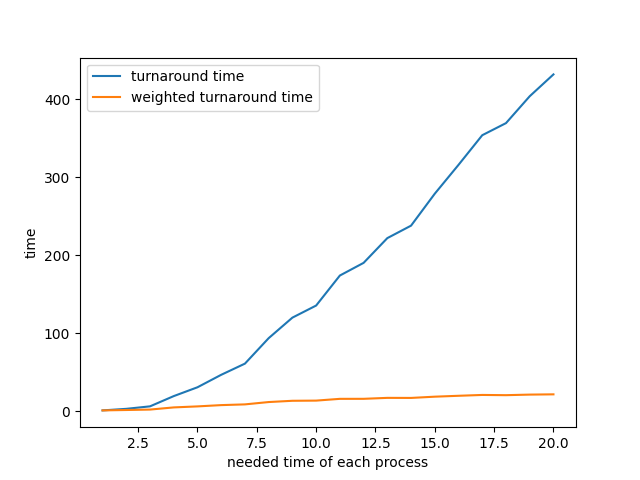 turnaround time
weighted turnaround time
400
300
200
100
0
time
2.5 5.0 7.5 10.0 12.5 15.0 17.5 20.0
needed time of each process